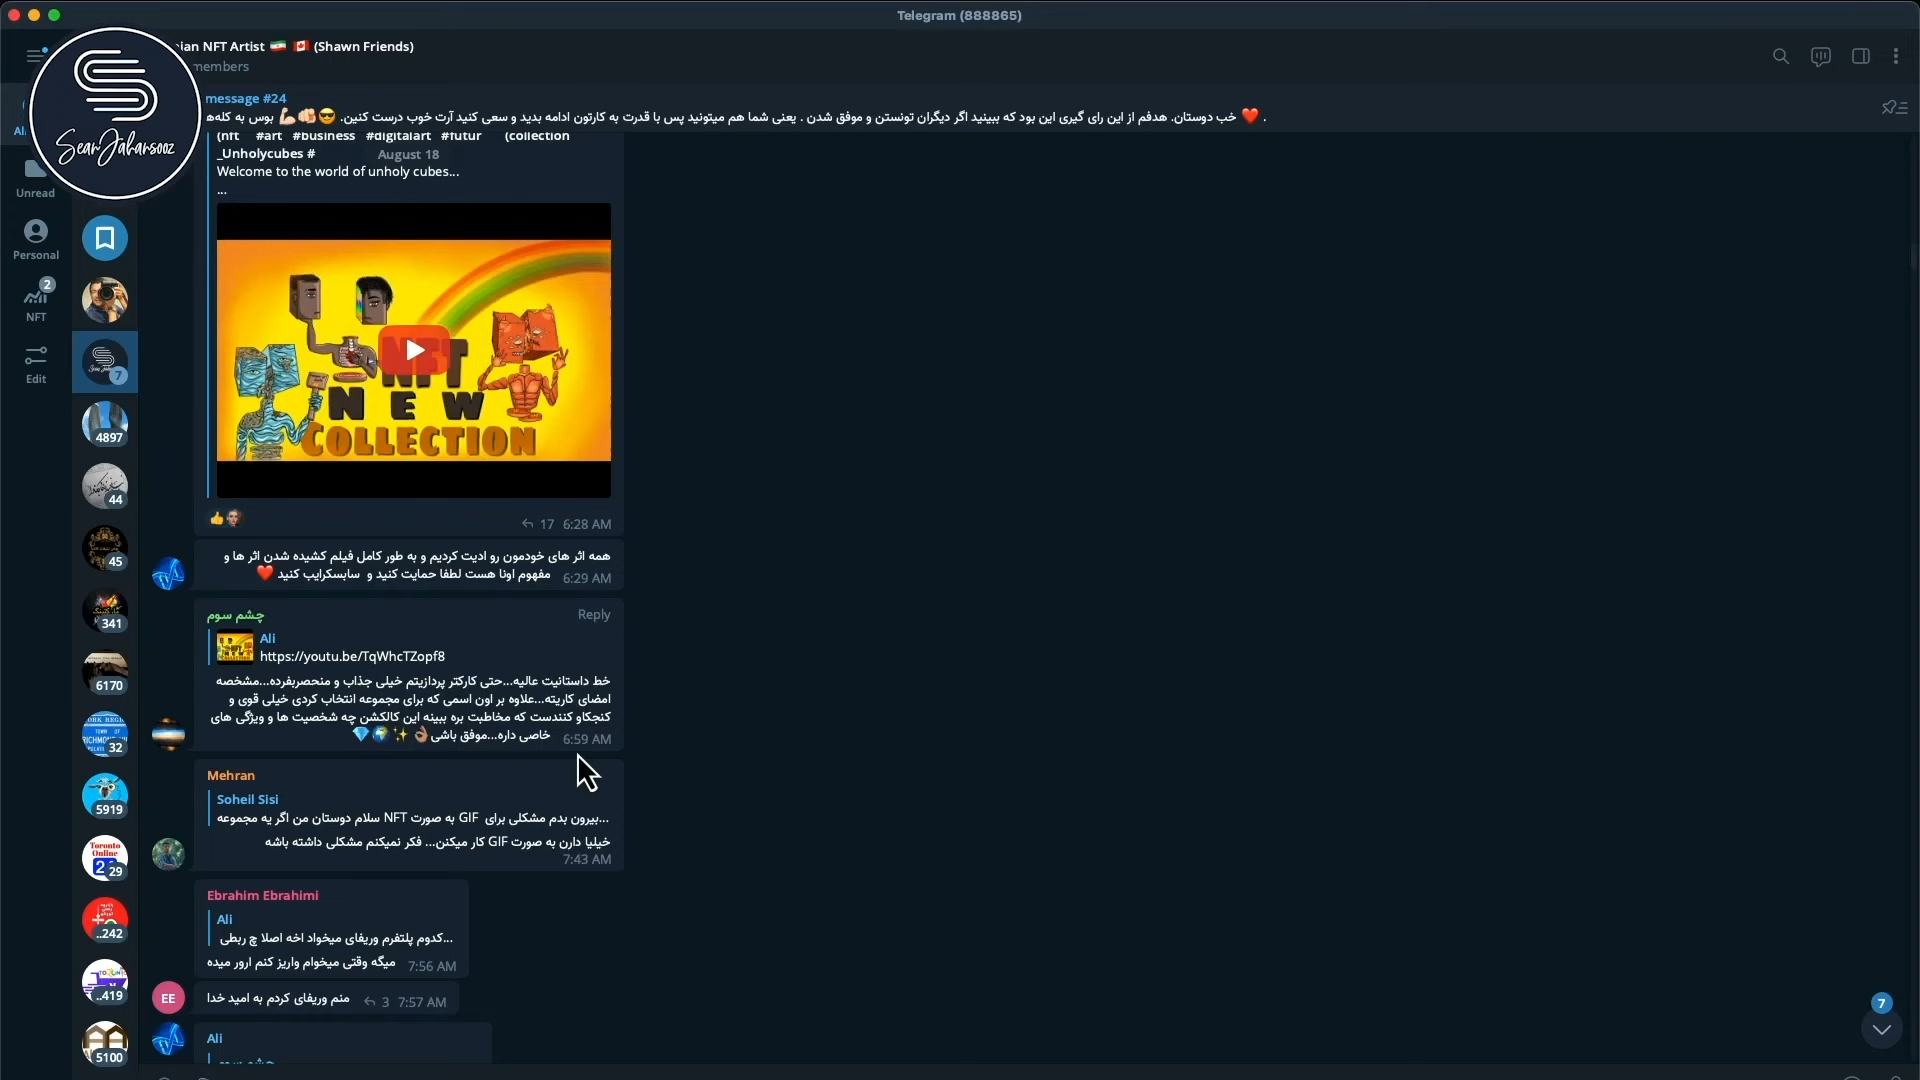 Telegram (888865)
ian NFT Artist 🇮🇷 🇨🇦 (Shawn Friends)
members
message #24
خب دوستان. هدفم از این رای گیری این بود که ببینید اگر دیگران تونستن و موفق شدن . یعنی شما هم میتونید پس با قدرت به کارتون ادامه بدید و سعی کنید آرت خوب درست کنین. 😎👊🏻💪🏻 بوس به کله‌ه ❤️ .
Sean Jahansooz
Unread
Personal
2
NFT
Edit
7
4897
44
45
341
6170
32
5919
Toronto
Online
29
..242
..419
5100
(nft #art #business #digitalart #futur (collection
_Unholycubes #
August 18
Welcome to the world of unholy cubes...
...
NFT
NEW
COLLECTION
17 6:28 AM
همه اثر های خودمون رو ادیت کردیم و به طور کامل فیلم کشیده شدن اثر ها و
مفهوم اونا هست لطفا حمایت کنید و سابسکرایب کنید ❤️ 6:29 AM
چشم سوم
Reply
Ali
https://youtu.be/TqWhcTZopf8
خط داستانیت عالیه...حتی کارکتر پردازیتم خیلی جذاب و منحصربفرده...مشخصه
امضای کاریته...علاوه بر اون اسمی که برای مجموعه انتخاب کردی خیلی قوی و
کنجکاو کنندست که مخاطبت بره ببینه این کالکشن چه شخصیت ها و ویژگی های
خاصی داره...موفق باشی👌🏽✨🌍💎 6:59 AM
Mehran
Soheil Sisi
سلام دوستان من اگر یه مجموعه NFT به صورت GIF بیرون بدم مشکلی برای...
خیلیا دارن به صورت GIF کار میکنن... فکر نمیکنم مشکلی داشته باشه
7:43 AM
Ebrahim Ebrahimi
Ali
کدوم پلتفرم وریفای میخواد اخه اصلا چ ربطی...
میگه وقتی میخوام واریز کنم ارور میده 7:56 AM
EE
منم وریفای کردم به امید خدا 3 7:57 AM
Ali
7